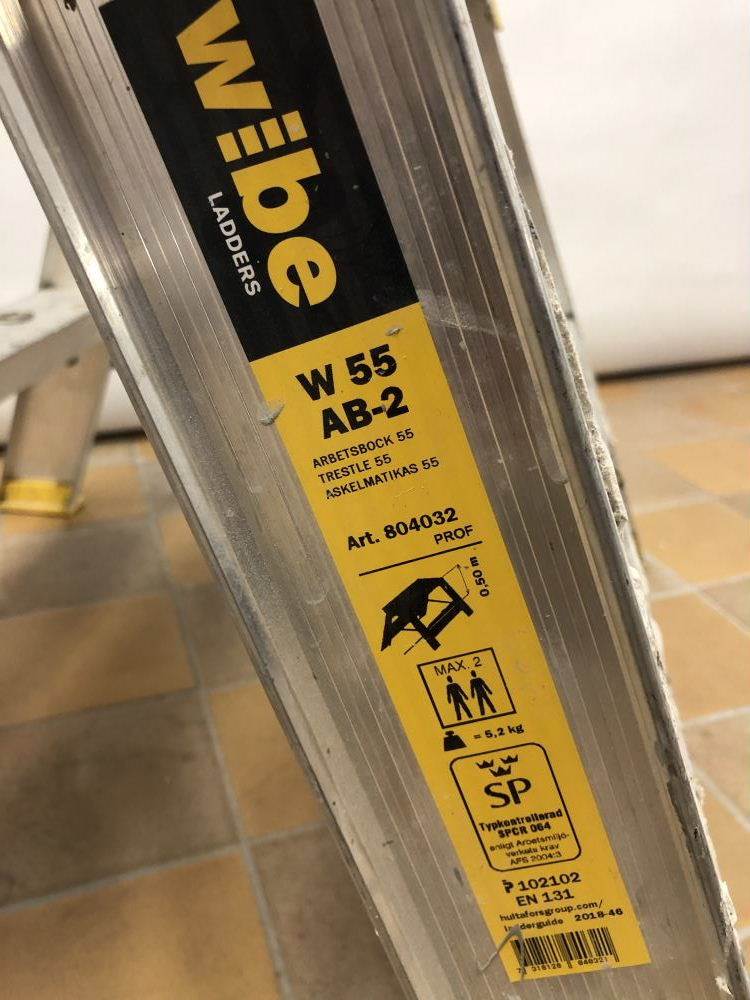 wibe
LADDERS
W 55
AB-2
ARBETSBOCK 55
TRESTLE 55
ASKELMATIKAS 55
Art. 804032
PROF
0,50 m
MAX. 2
= 5,2 kg
SP
Typkontrollerad
SPCR 064
enligt Arbetsmiljö-
verkets krav
AFS 2004:3
P 102102
EN 131
hultaforsgroup.com/
ladderguide 2018-46